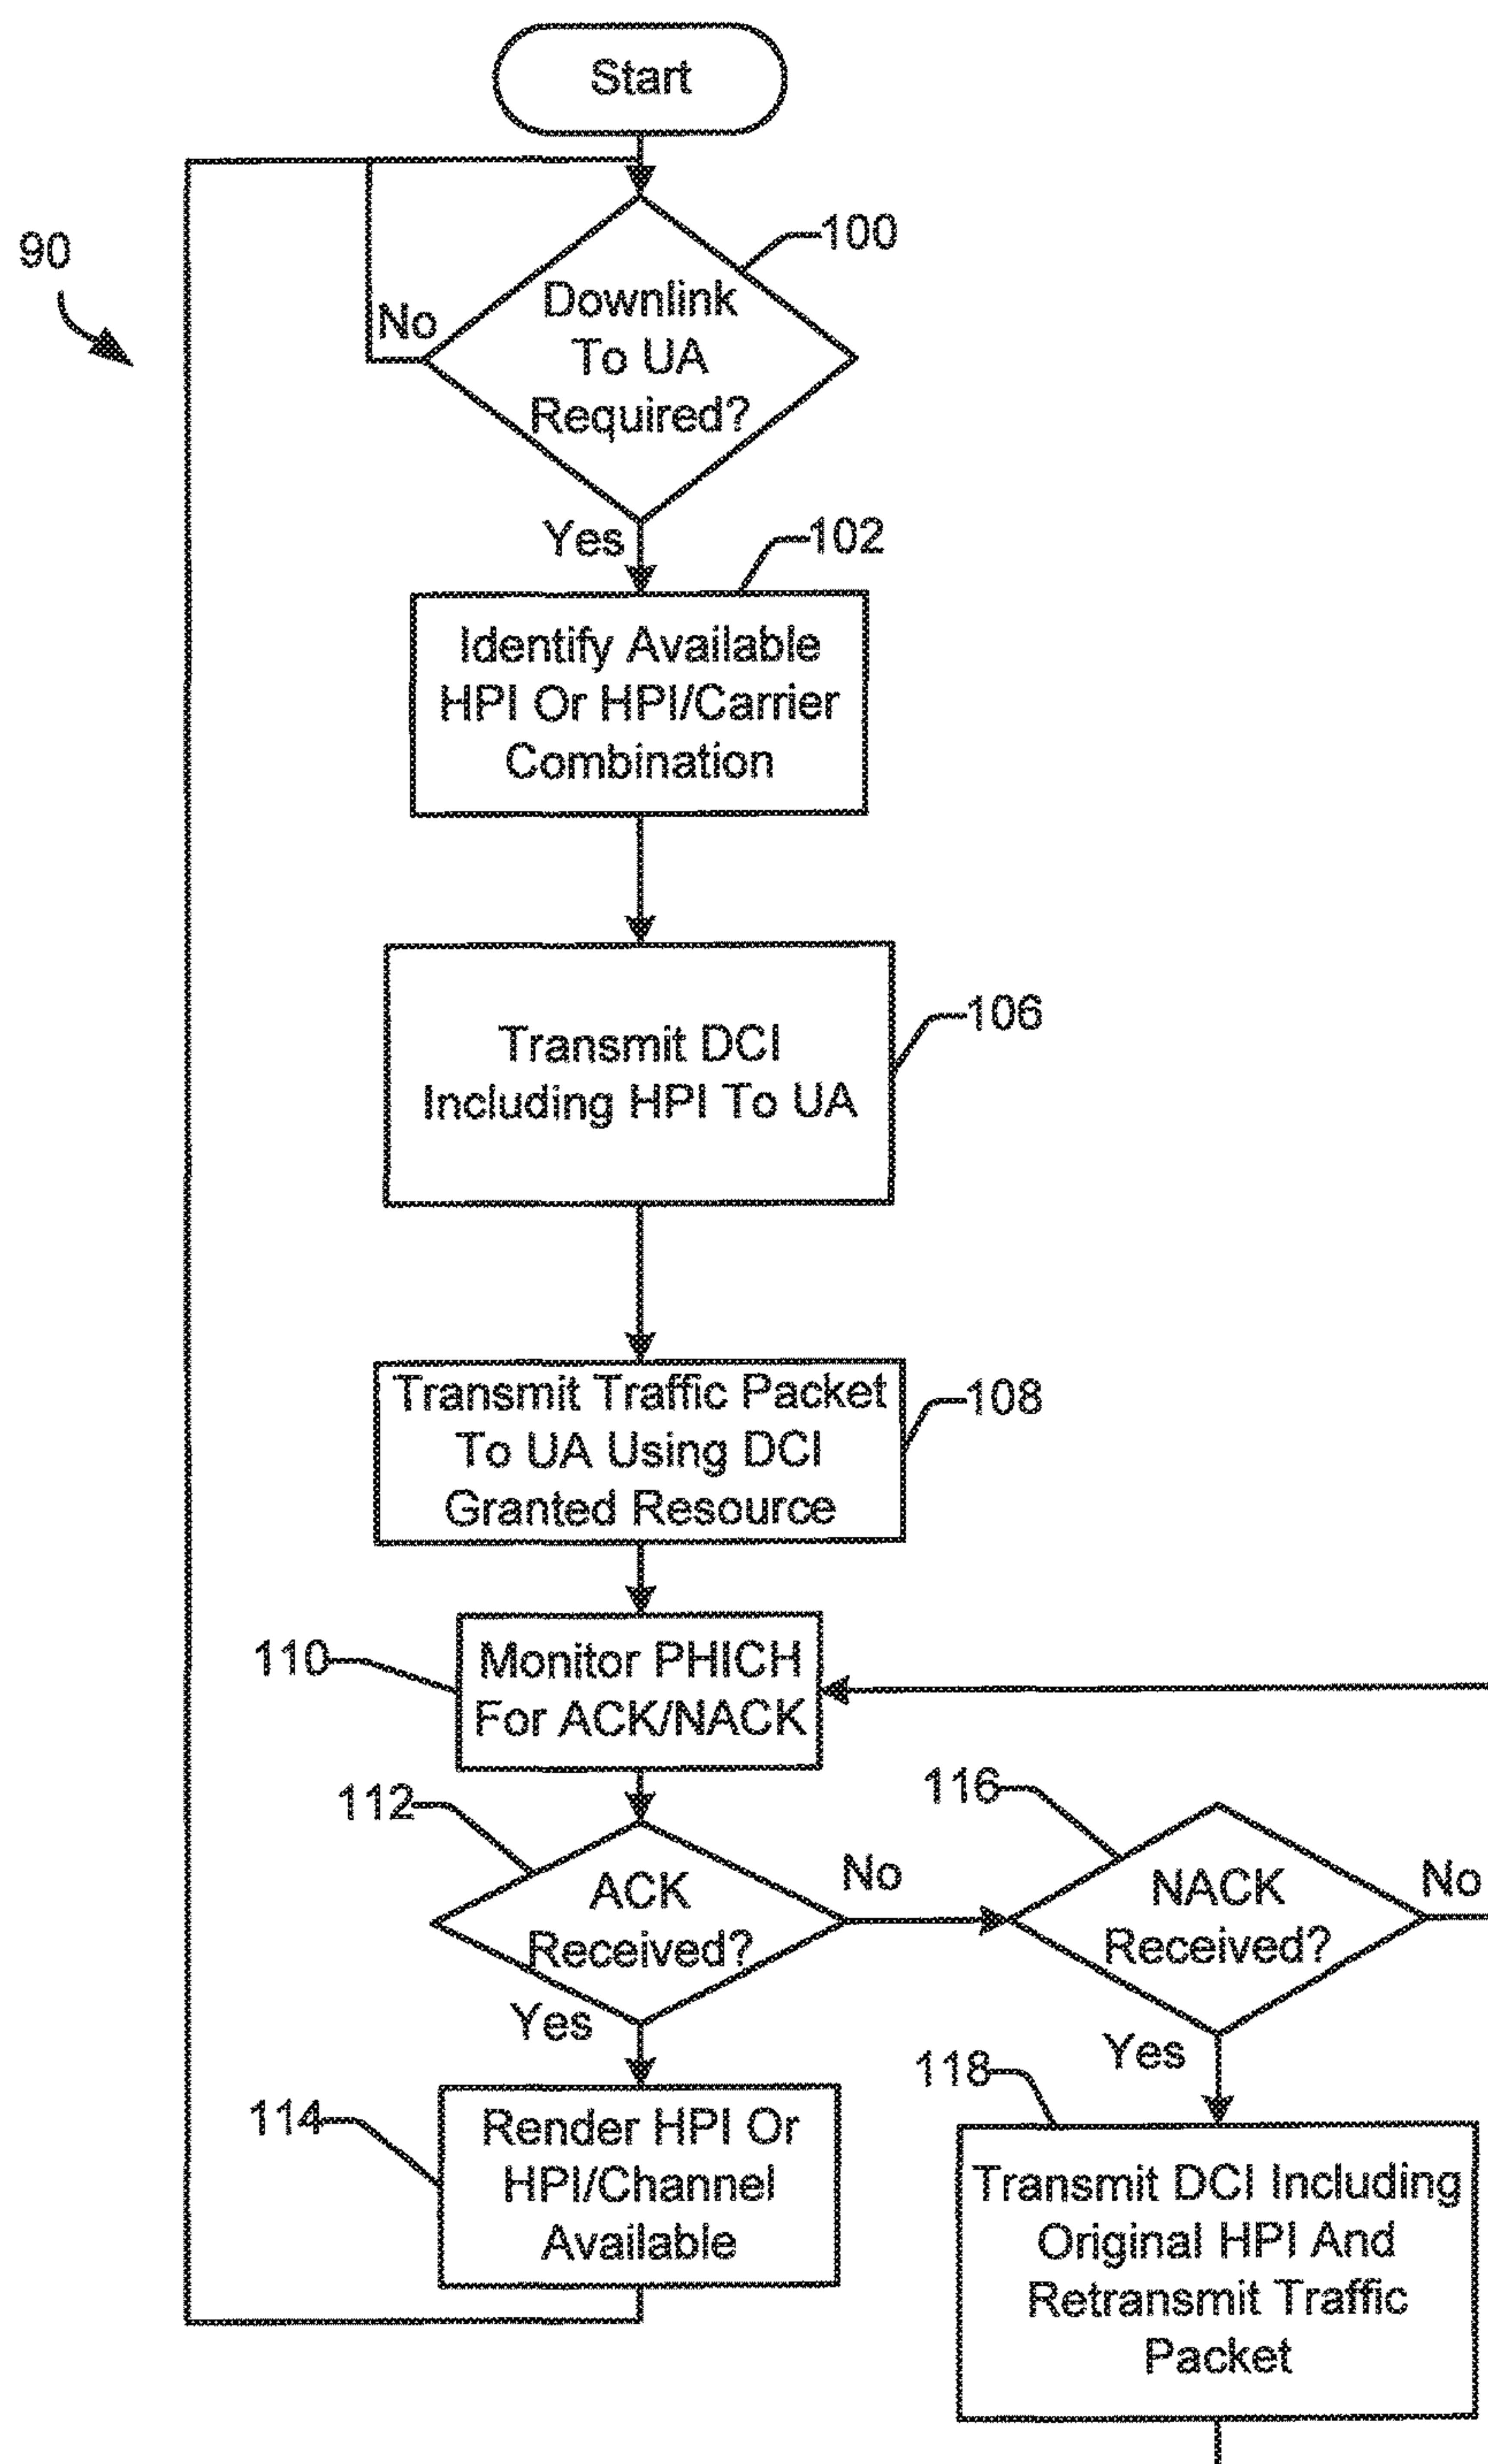 Start
90
100
Downlink
To UA
Required?
No
Yes
102
Identify Available
HPI Or HPI/Carrier
Combination
106
Transmit DCI
Including HPI To UA
108
Transmit Traffic Packet
To UA Using DCI
Granted Resource
110
Monitor PHICH
For ACK/NACK
112
ACK
Received?
No
Yes
116
NACK
Received?
No
Yes
114
Render HPI Or
HPI/Channel
Available
118
Transmit DCI Including
Original HPI And
Retransmit Traffic
Packet